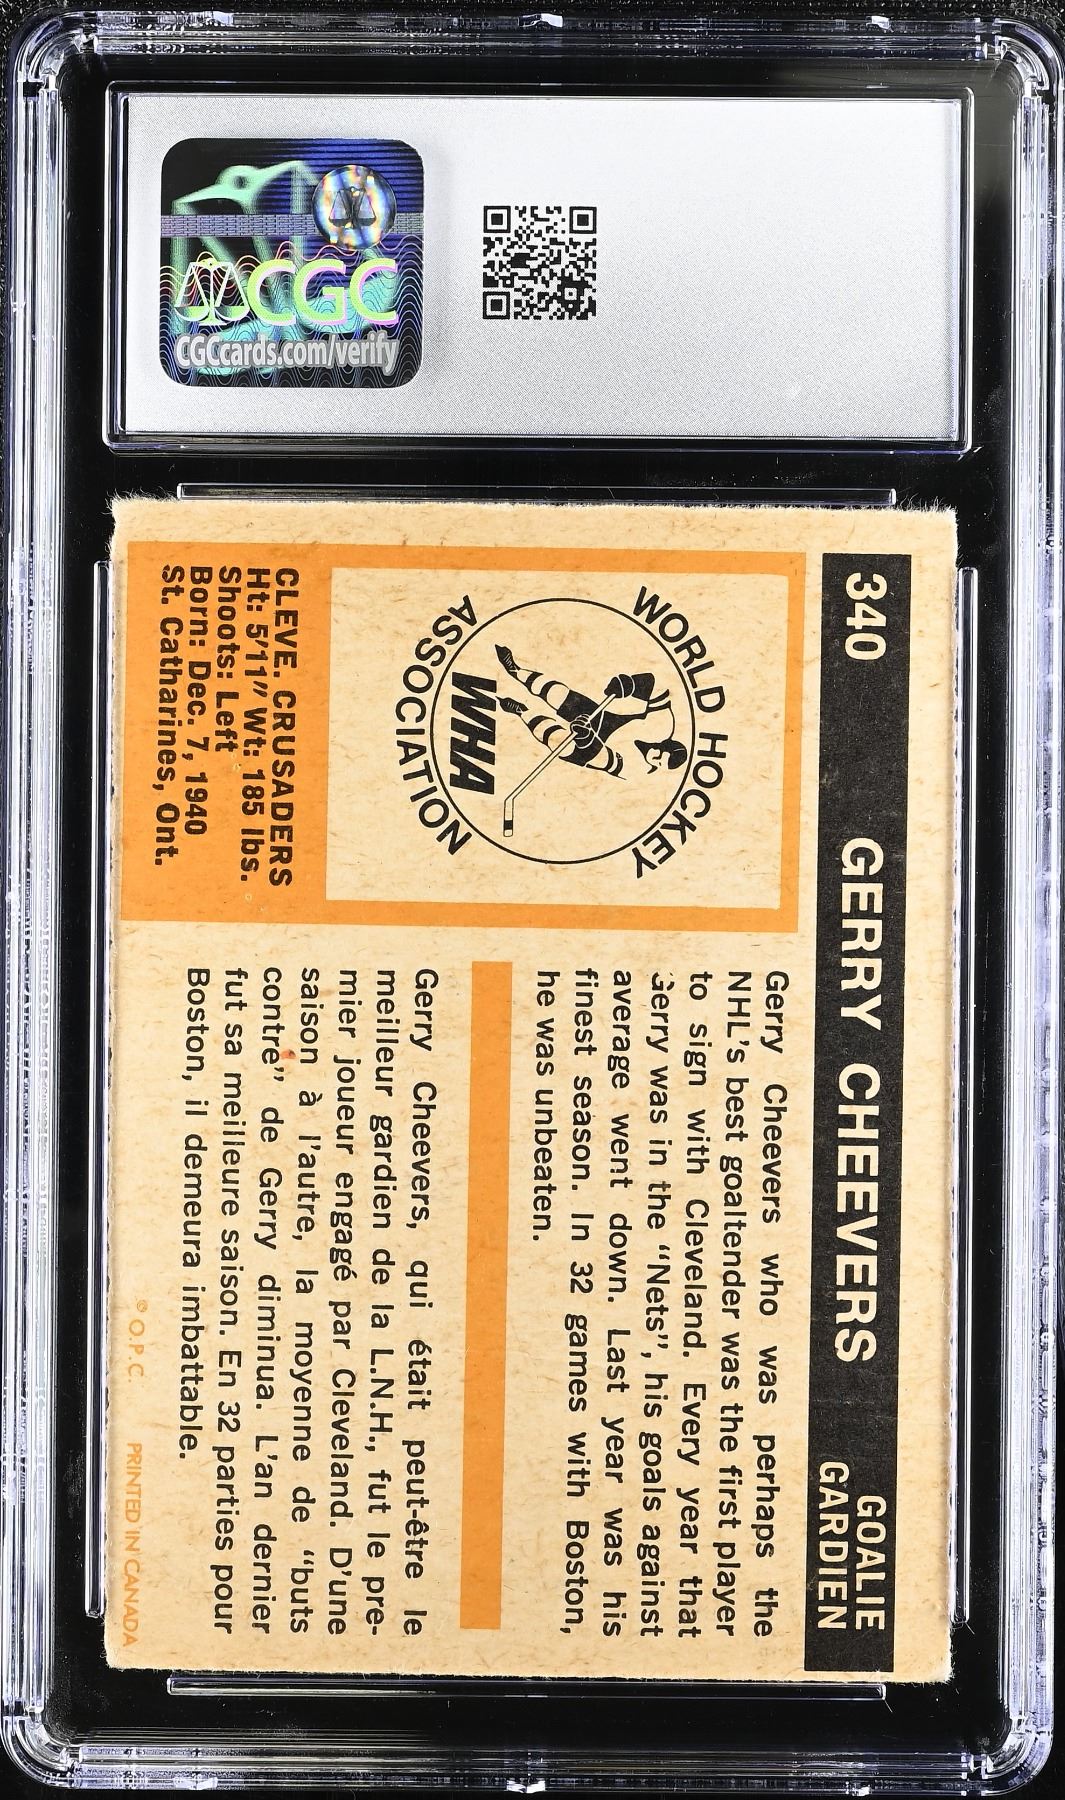 CGC
CGCcards.com/verify
340 GERRY CHEEVERS GOALIE
GARDIEN
WORLD HOCKEY
ASSOCIATION
WHA
CLEVE. CRUSADERS
Ht: 5'11" Wt: 185 lbs.
Shoots: Left
Born: Dec. 7, 1940
St. Catharines, Ont.
Gerry Cheevers who was perhaps the
NHL's best goaltender was the first player
to sign with Cleveland. Every year that
Gerry was in the "Nets", his goals against
average went down. Last year was his
finest season. In 32 games with Boston,
he was unbeaten.
Gerry Cheevers, qui était peut-être le
meilleur gardien de la L.N.H., fut le pre-
mier joueur engagé par Cleveland. D'une
saison à l'autre, la moyenne de "buts
contre" de Gerry diminua. L'an dernier
fut sa meilleure saison. En 32 parties pour
Boston, il demeura imbattable.
© O.P.C. PRINTED IN CANADA